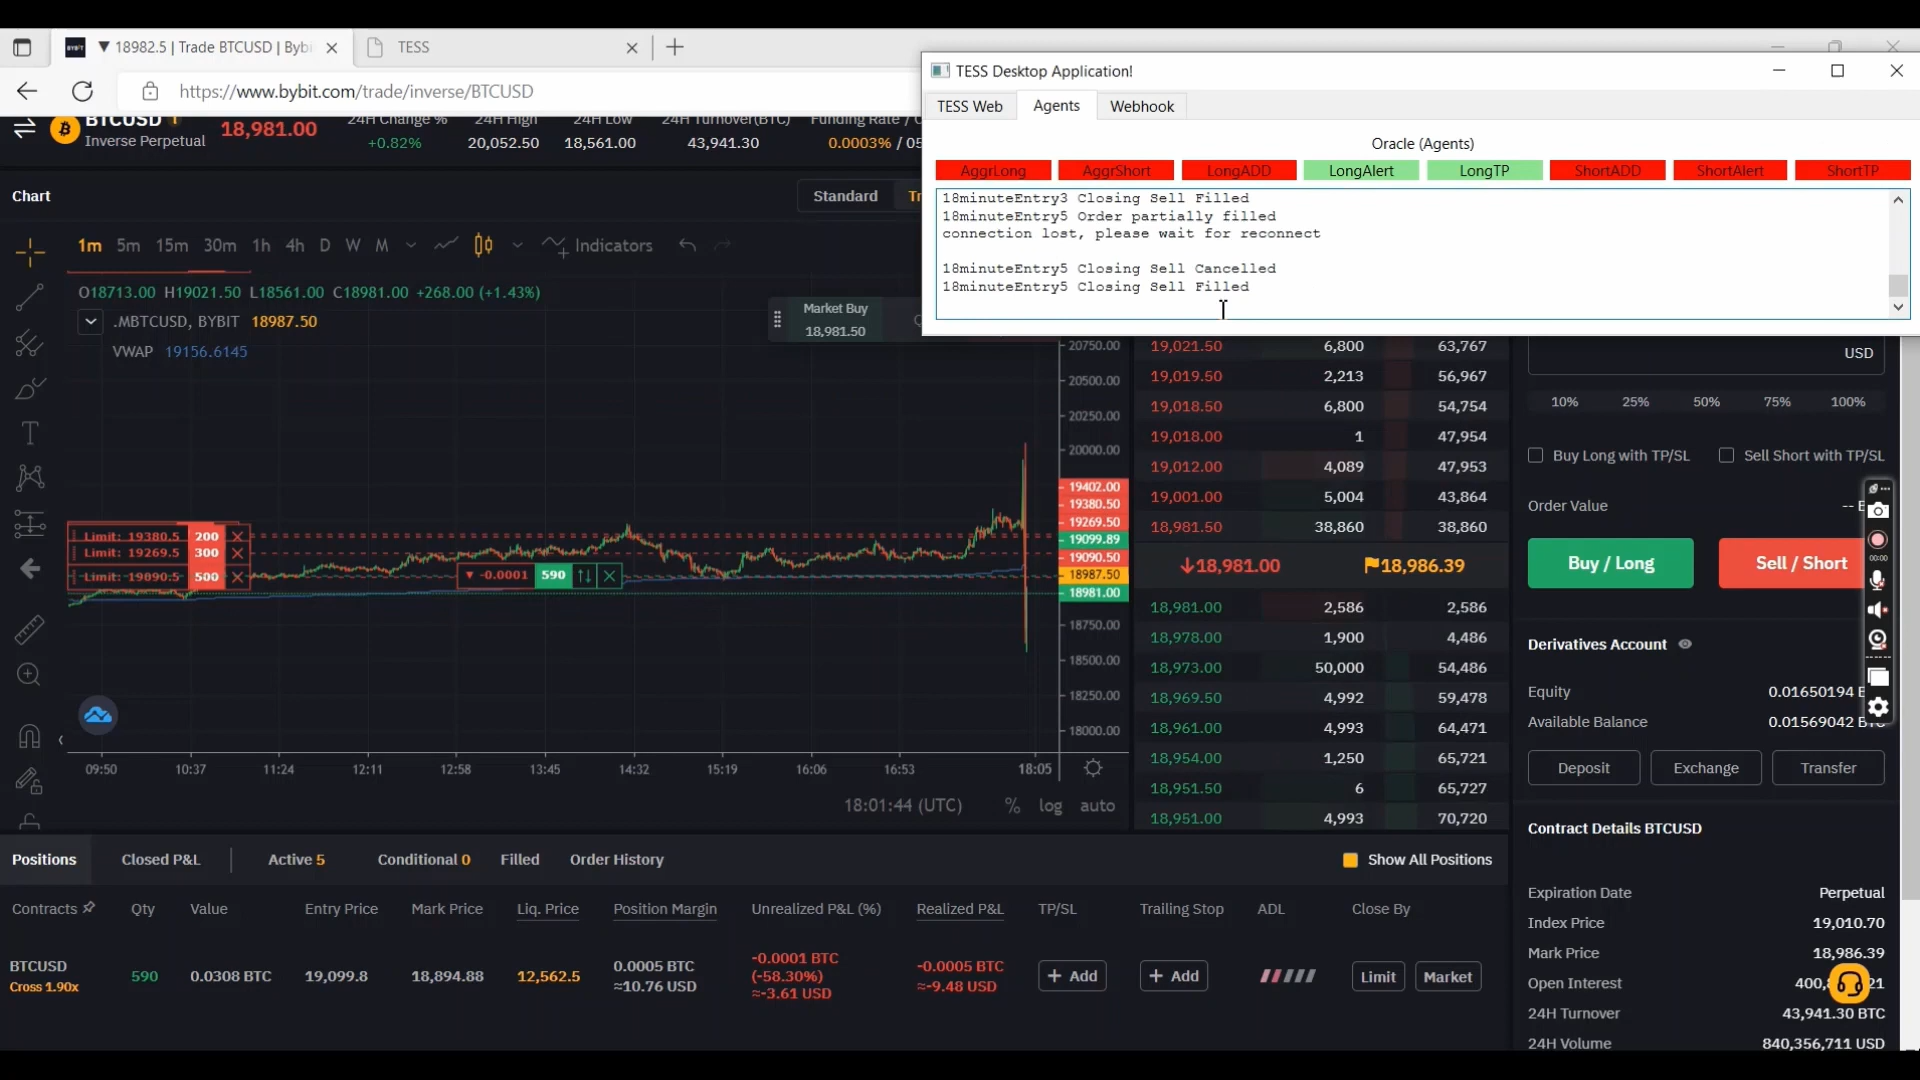 ▼ 18982.5 | Trade BTCUSD | Bybi
TESS
https://www.bybit.com/trade/inverse/BTCUSD
TESS Desktop Application!
TESS Web
Agents
Webhook
Oracle (Agents)
AggrLong
AggrShort
LongADD
LongAlert
LongTP
ShortADD
ShortAlert
ShortTP
18minuteEntry3 Closing Sell Filled
18minuteEntry5 Order partially filled
connection lost, please wait for reconnect
18minuteEntry5 Closing Sell Cancelled
18minuteEntry5 Closing Sell Filled
BTCUSD
Inverse Perpetual
18,981.00
24H Change %
+0.82%
24H High
20,052.50
24H Low
18,561.00
24H Turnover(BTC)
43,941.30
Funding Rate / C
0.0003% / 05
Chart
Standard
Tr
1m 5m 15m 30m 1h 4h D W M
Indicators
O18713.00 H19021.50 L18561.00 C18981.00 +268.00 (+1.43%)
.MBTCUSD, BYBIT 18987.50
VWAP 19156.6145
Market Buy
18,981.50
20750.00
20500.00
20250.00
20000.00
19402.00
19380.50
19269.50
19099.89
19090.50
18987.50
18981.00
18750.00
18500.00
18250.00
18000.00
Limit: 19380.5 200
Limit: 19269.5 300
Limit: 19090.5 500
▼ -0.0001 590
09:50 10:37 11:24 12:11 12:58 13:45 14:32 15:19 16:06 16:53 18:05
18:01:44 (UTC) % log auto
19,021.50 6,800 63,767
19,019.50 2,213 56,967
19,018.50 6,800 54,754
19,018.00 1 47,954
19,012.00 4,089 47,953
19,001.00 5,004 43,864
18,981.50 38,860 38,860
↓18,981.00 18,986.39
18,981.00 2,586 2,586
18,978.00 1,900 4,486
18,973.00 50,000 54,486
18,969.50 4,992 59,478
18,961.00 4,993 64,471
18,954.00 1,250 65,721
18,951.50 6 65,727
18,951.00 4,993 70,720
USD
10% 25% 50% 75% 100%
Buy Long with TP/SL
Sell Short with TP/SL
Order Value
--
Buy / Long
Sell / Short
00:00
Derivatives Account
Equity
0.01650194
Available Balance
0.01569042
Deposit
Exchange
Transfer
Contract Details BTCUSD
Expiration Date Perpetual
Index Price 19,010.70
Mark Price 18,986.39
Open Interest 400, 21
24H Turnover 43,941.30 BTC
24H Volume 840,356,711 USD
Positions
Closed P&L
Active 5
Conditional 0
Filled
Order History
Show All Positions
Contracts Qty Value Entry Price Mark Price Liq. Price Position Margin Unrealized P&L (%) Realized P&L TP/SL Trailing Stop ADL Close By
BTCUSD
Cross 1.90x
590
0.0308 BTC
19,099.8
18,894.88
12,562.5
0.0005 BTC
≈10.76 USD
-0.0001 BTC
(-58.30%)
≈-3.61 USD
-0.0005 BTC
≈-9.48 USD
+ Add
+ Add
Limit
Market